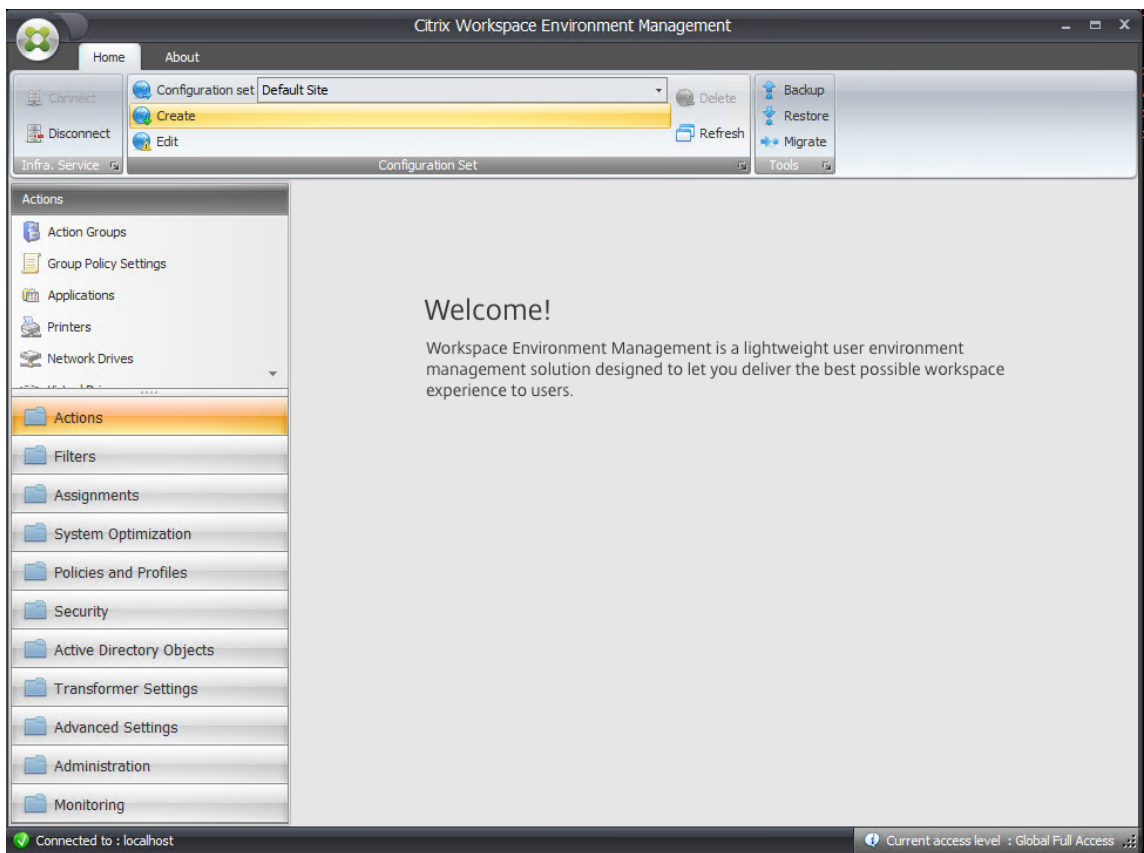 Citrix Workspace Environment Management
Home
About
Connect
Disconnect
Infra. Service
Configuration set Default Site
Create
Edit
Delete
Refresh
Configuration Set
Backup
Restore
Migrate
Tools
Actions
Action Groups
Group Policy Settings
Applications
Printers
Network Drives
Actions
Filters
Assignments
System Optimization
Policies and Profiles
Security
Active Directory Objects
Transformer Settings
Advanced Settings
Administration
Monitoring
Welcome!
Workspace Environment Management is a lightweight user environment
management solution designed to let you deliver the best possible workspace
experience to users.
Connected to : localhost
Current access level : Global Full Access